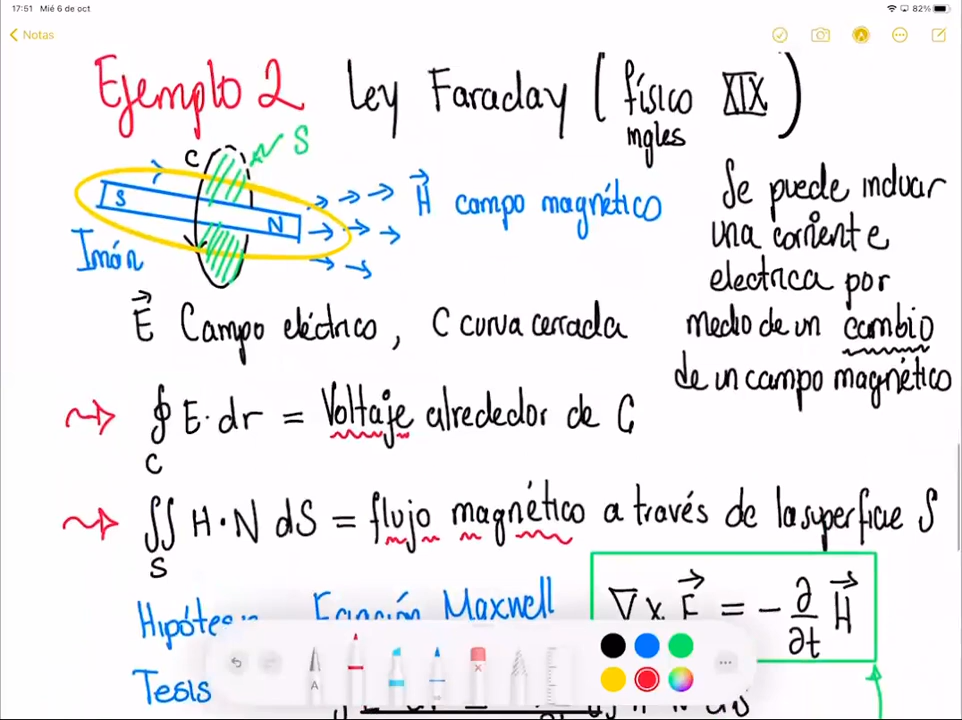 17:51 Mié 6 de oct
82%
Notas
Ejemplo 2 Ley Faraday (físico XIX)
ingles
C S
S N
H campo magnético
Imán
Se puede inducir
una corriente
electrica por
medio de un cambio
de un campo magnético
E Campo eléctrico, C curva cerrada
∮ E · dr = Voltaje alrededor de C
C
∬ H · N dS = flujo magnético a través de la superficie S
S
Ecuación Maxwell
∇ x E = - ∂/∂t H
Tesis
A